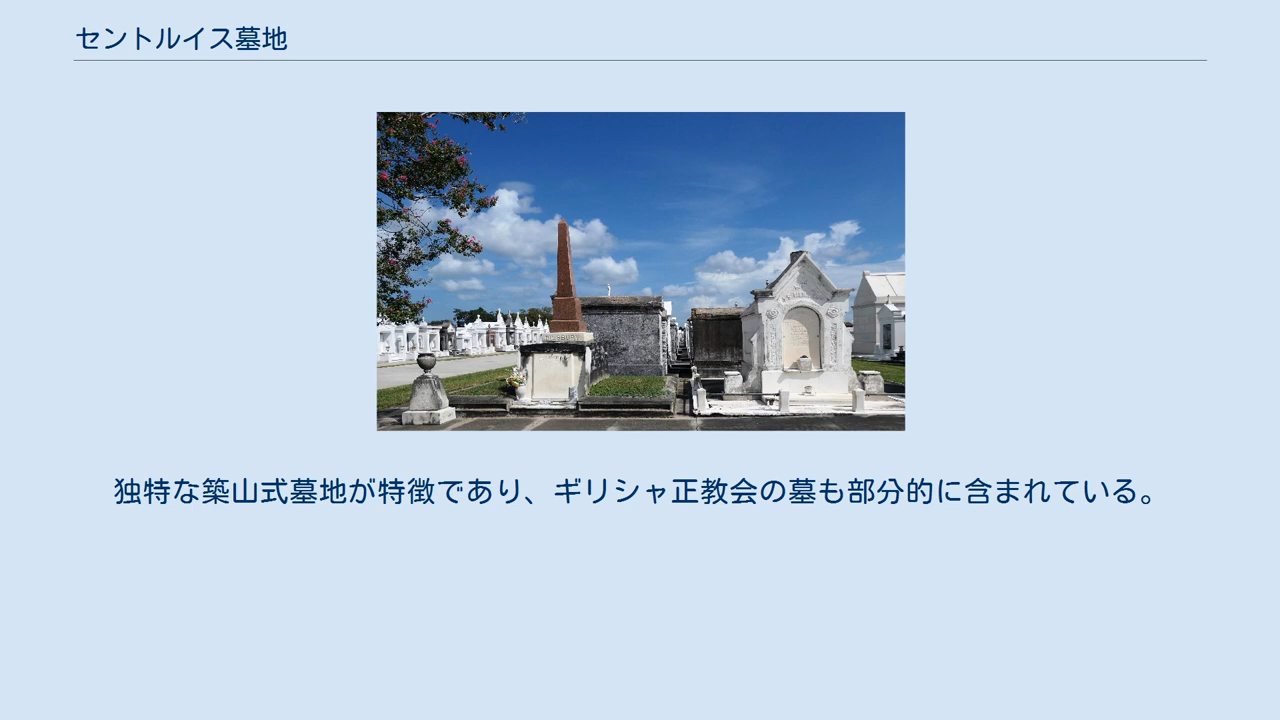 セントルイス墓地
独特な築山式墓地が特徴であり、ギリシャ正教会の墓も部分的に含まれている。